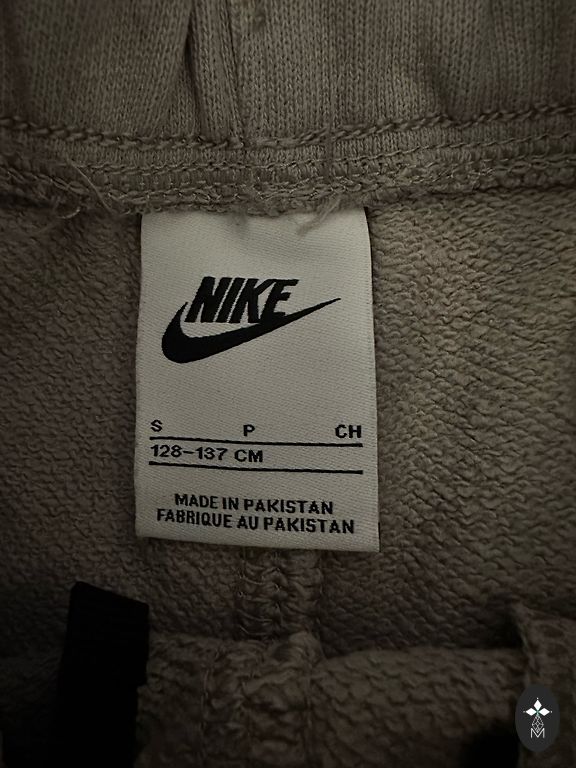 NIKE
S P CH
128-137 CM
MADE IN PAKISTAN
FABRIQUE AU PAKISTAN
M